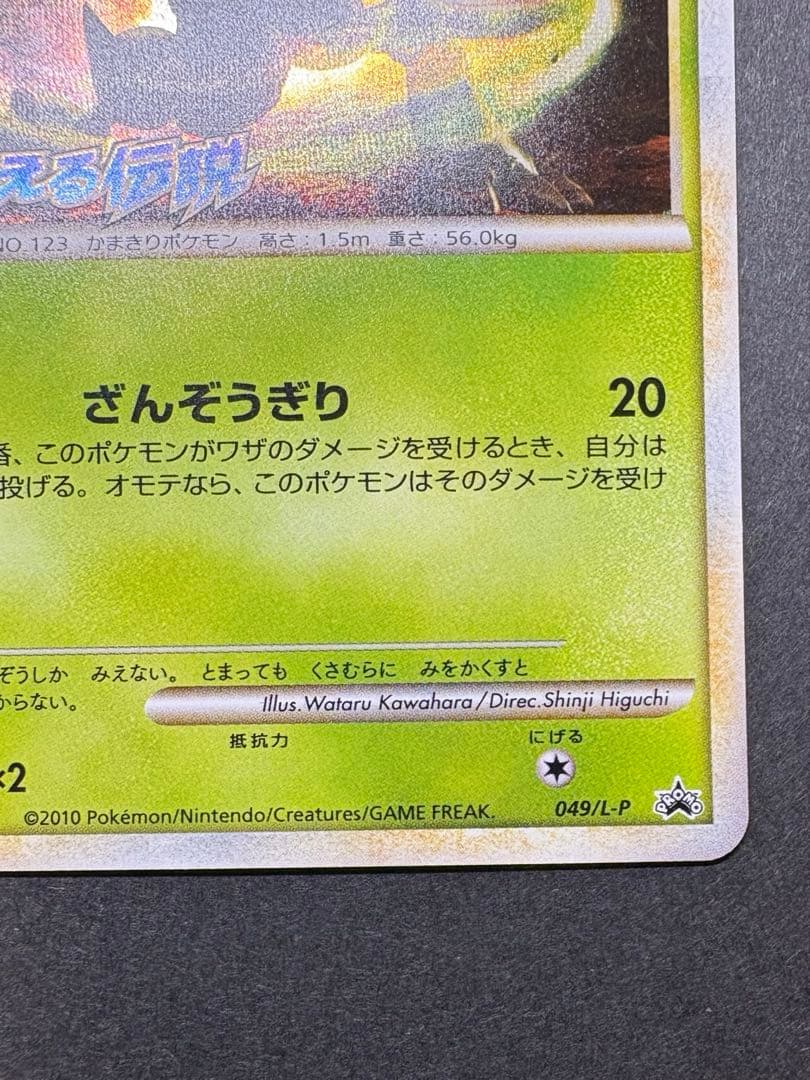 える伝説
NO.123 かまきりポケモン 高さ：1.5m 重さ：56.0kg
ざんぞうぎり 20
番、このポケモンがワザのダメージを受けるとき、自分は
投げる。オモテなら、このポケモンはそのダメージを受け
ぞうしか みえない。 とまっても くさむらに みをかくすと
からない。
Illus.Wataru Kawahara/Direc.Shinji Higuchi
抵抗力 にげる
×2
©2010 Pokémon/Nintendo/Creatures/GAME FREAK. 049/L-P PROMO